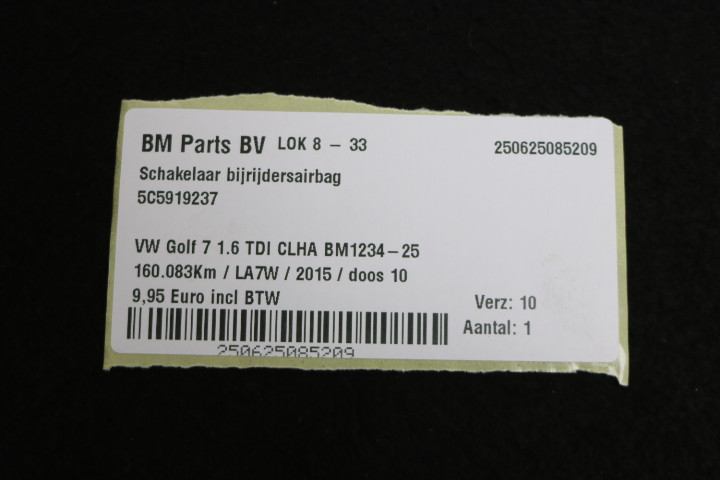 BM Parts BV LOK 8 - 33 250625085209
Schakelaar bijrijdersairbag
5C5919237
VW Golf 7 1.6 TDI CLHA BM1234-25
160.083Km / LA7W / 2015 / doos 10
9,95 Euro incl BTW Verz: 10
Aantal: 1
250625085209